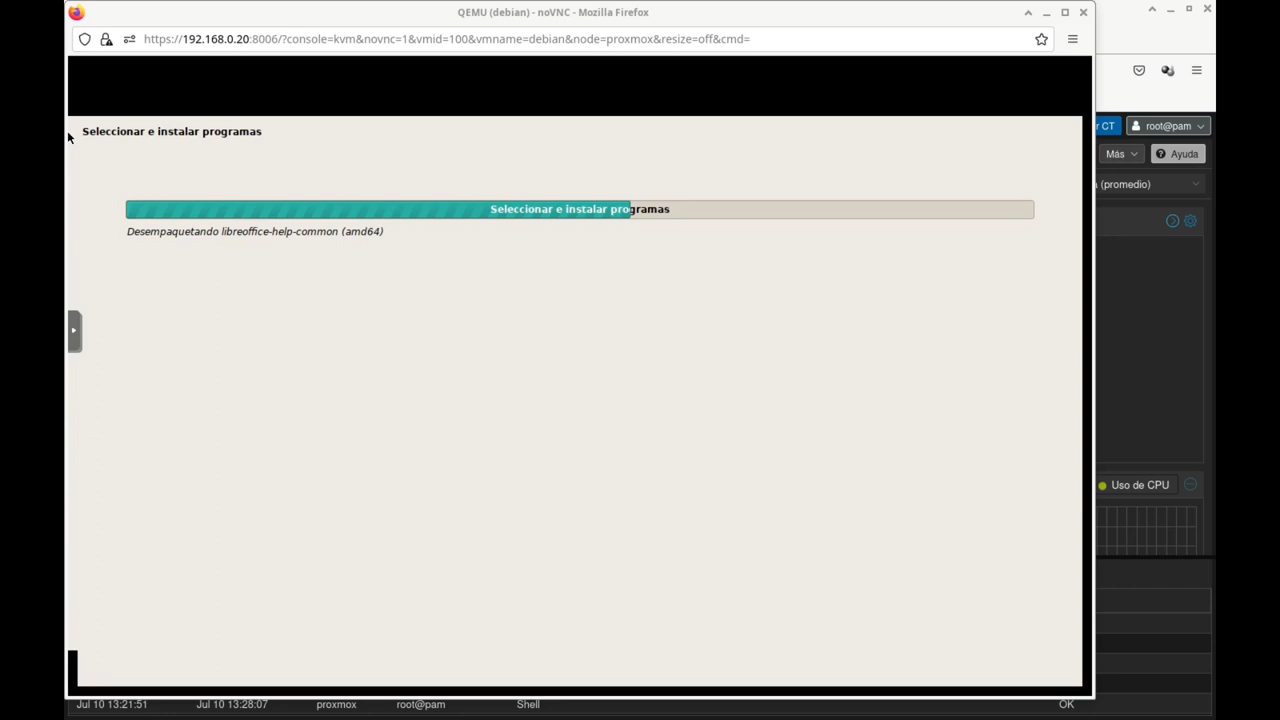 QEMU (debian) - noVNC - Mozilla Firefox
https://192.168.0.20:8006/?console=kvm&novnc=1&vmid=100&vmname=debian&node=proxmox&resize=off&cmd=
Seleccionar e instalar programas
r CT
root@pam
Más
Ayuda
a (promedio)
Seleccionar e instalar programas
Desempaquetando libreoffice-help-common (amd64)
Uso de CPU
Jul 10 13:21:51 Jul 10 13:28:07 proxmox root@pam Shell OK